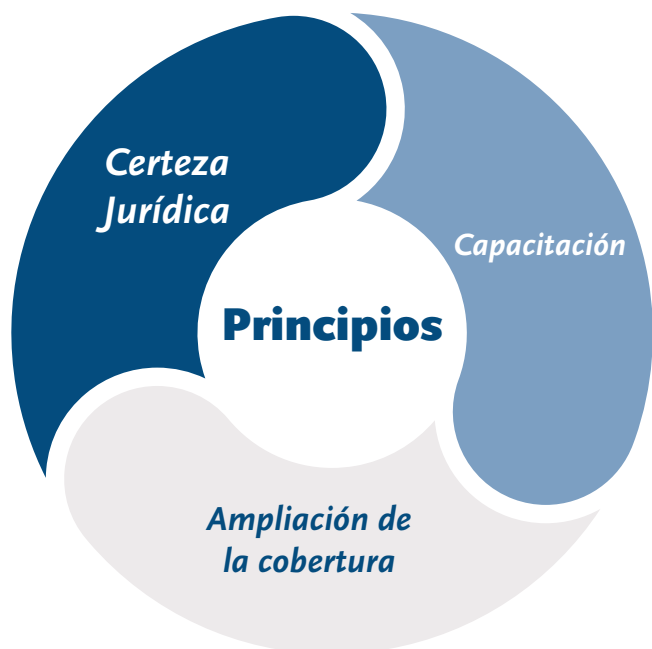 Certeza
Jurídica
Capacitación
Principios
Ampliación de
la cobertura